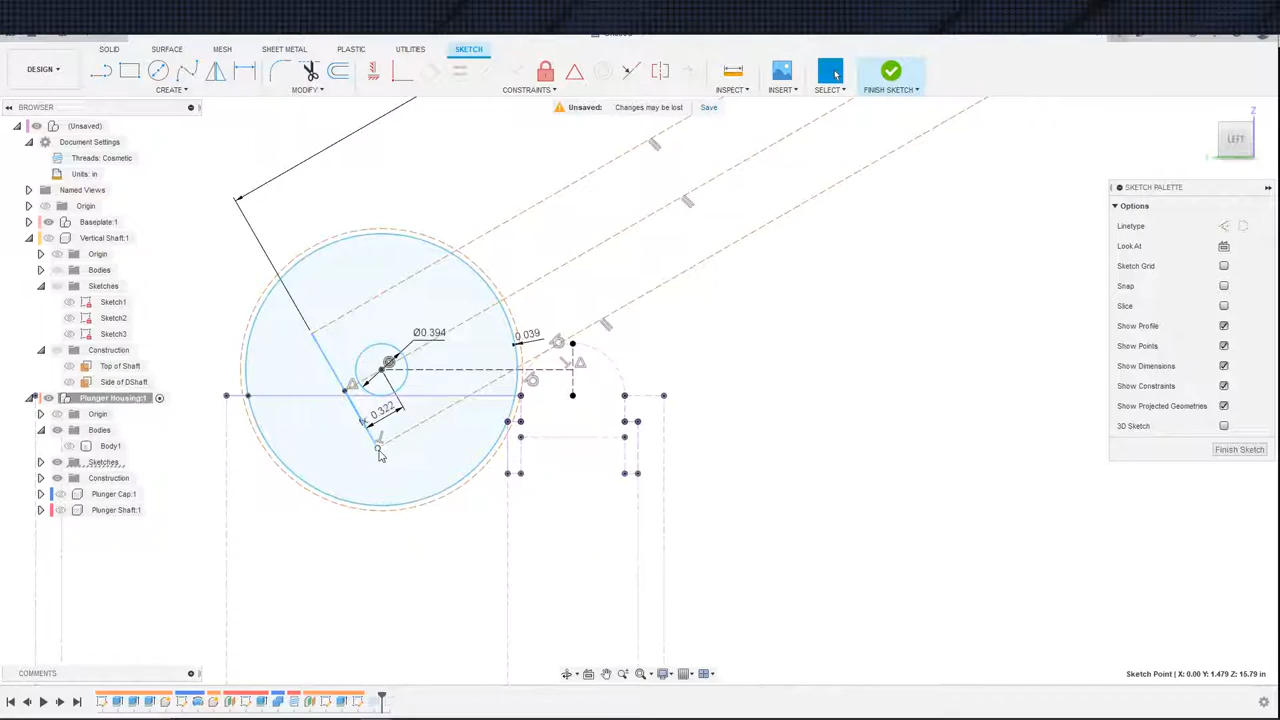 SOLID SURFACE MESH SHEET METAL PLASTIC UTILITIES SKETCH
DESIGN
CREATE MODIFY CONSTRAINTS INSPECT INSERT SELECT FINISH SKETCH
BROWSER
Unsaved: Changes may be lost Save
(Unsaved)
Document Settings
Threads: Cosmetic
Units: in
Named Views
Origin
Baseplate:1
Vertical Shaft:1
Origin
Bodies
Sketches
Sketch1
Sketch2
Sketch3
Construction
Top of Shaft
Side of DShaft
Plunger Housing:1
Origin
Bodies
Body1
Sketches
Construction
Plunger Cap:1
Plunger Shaft:1
Z
LEFT
Ø0.394
0.039
0.322
SKETCH PALETTE
Options
Linetype
Look At
Sketch Grid
Snap
Slice
Show Profile
Show Points
Show Dimensions
Show Constraints
Show Projected Geometries
3D Sketch
Finish Sketch
COMMENTS
Sketch Point | X: 0.00 Y: 1.479 Z: 15.79 in